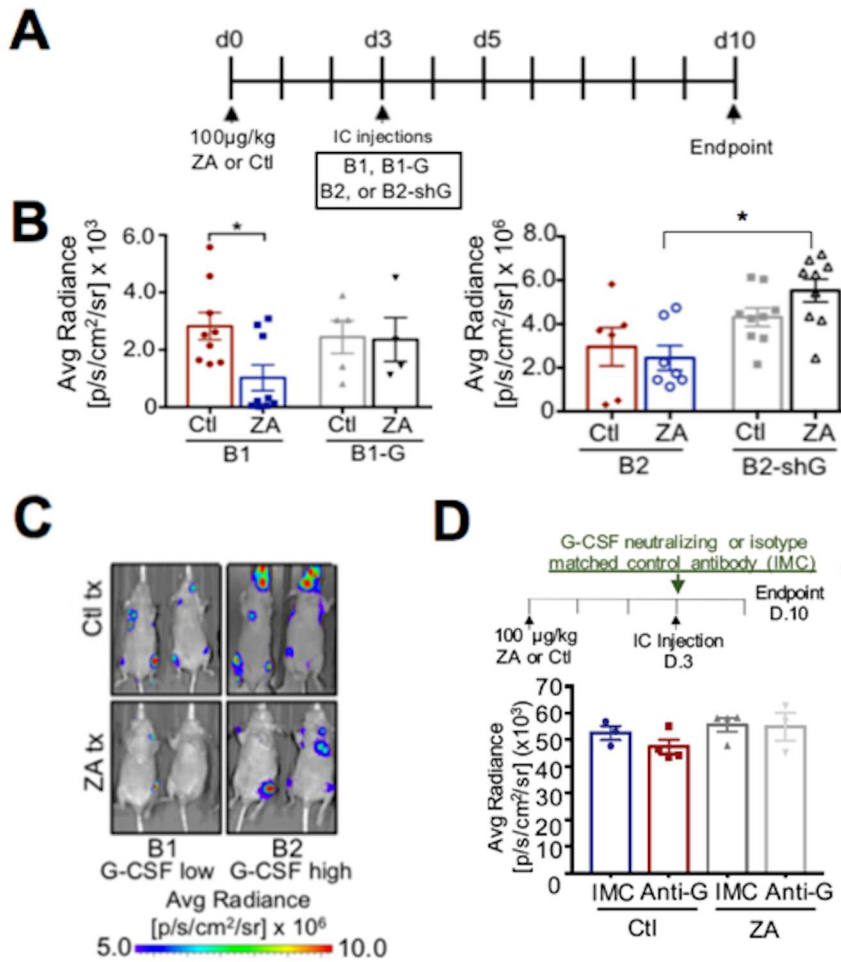 A
d0 d3 d5 d10
100µg/kg
ZA or Ctl
IC injections
B1, B1-G
B2, or B2-shG
Endpoint
B
Avg Radiance
[p/s/cm²/sr] x 10³
6.0
4.0
2.0
0
*
Ctl ZA Ctl ZA
B1 B1-G
Avg Radiance
[p/s/cm²/sr] x 10⁶
8.0
6.0
4.0
2.0
0
*
Ctl ZA Ctl ZA
B2 B2-shG
C
Ctl tx
ZA tx
B1 B2
G-CSF low G-CSF high
Avg Radiance
[p/s/cm²/sr] x 10⁶
5.0 10.0
D
G-CSF neutralizing or isotype
matched control antibody (IMC)
Endpoint
D.10
100 µg/kg
ZA or Ctl
IC Injection
D.3
Avg Radiance
[p/s/cm²/sr] (x10³)
70
60
50
40
30
20
10
0
IMC Anti-G IMC Anti-G
Ctl ZA